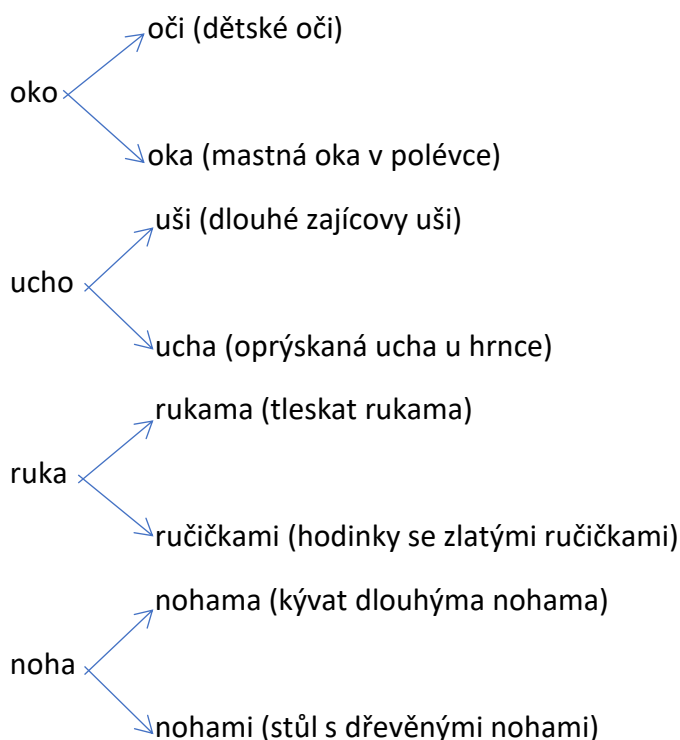 oči (dětské oči)
oko
oka (mastná oka v polévce)
uši (dlouhé zajícovy uši)
ucho
ucha (oprýskaná ucha u hrnce)
rukama (tleskat rukama)
ruka
ručičkami (hodinky se zlatými ručičkami)
nohama (kývat dlouhýma nohama)
noha
nohami (stůl s dřevěnými nohami)